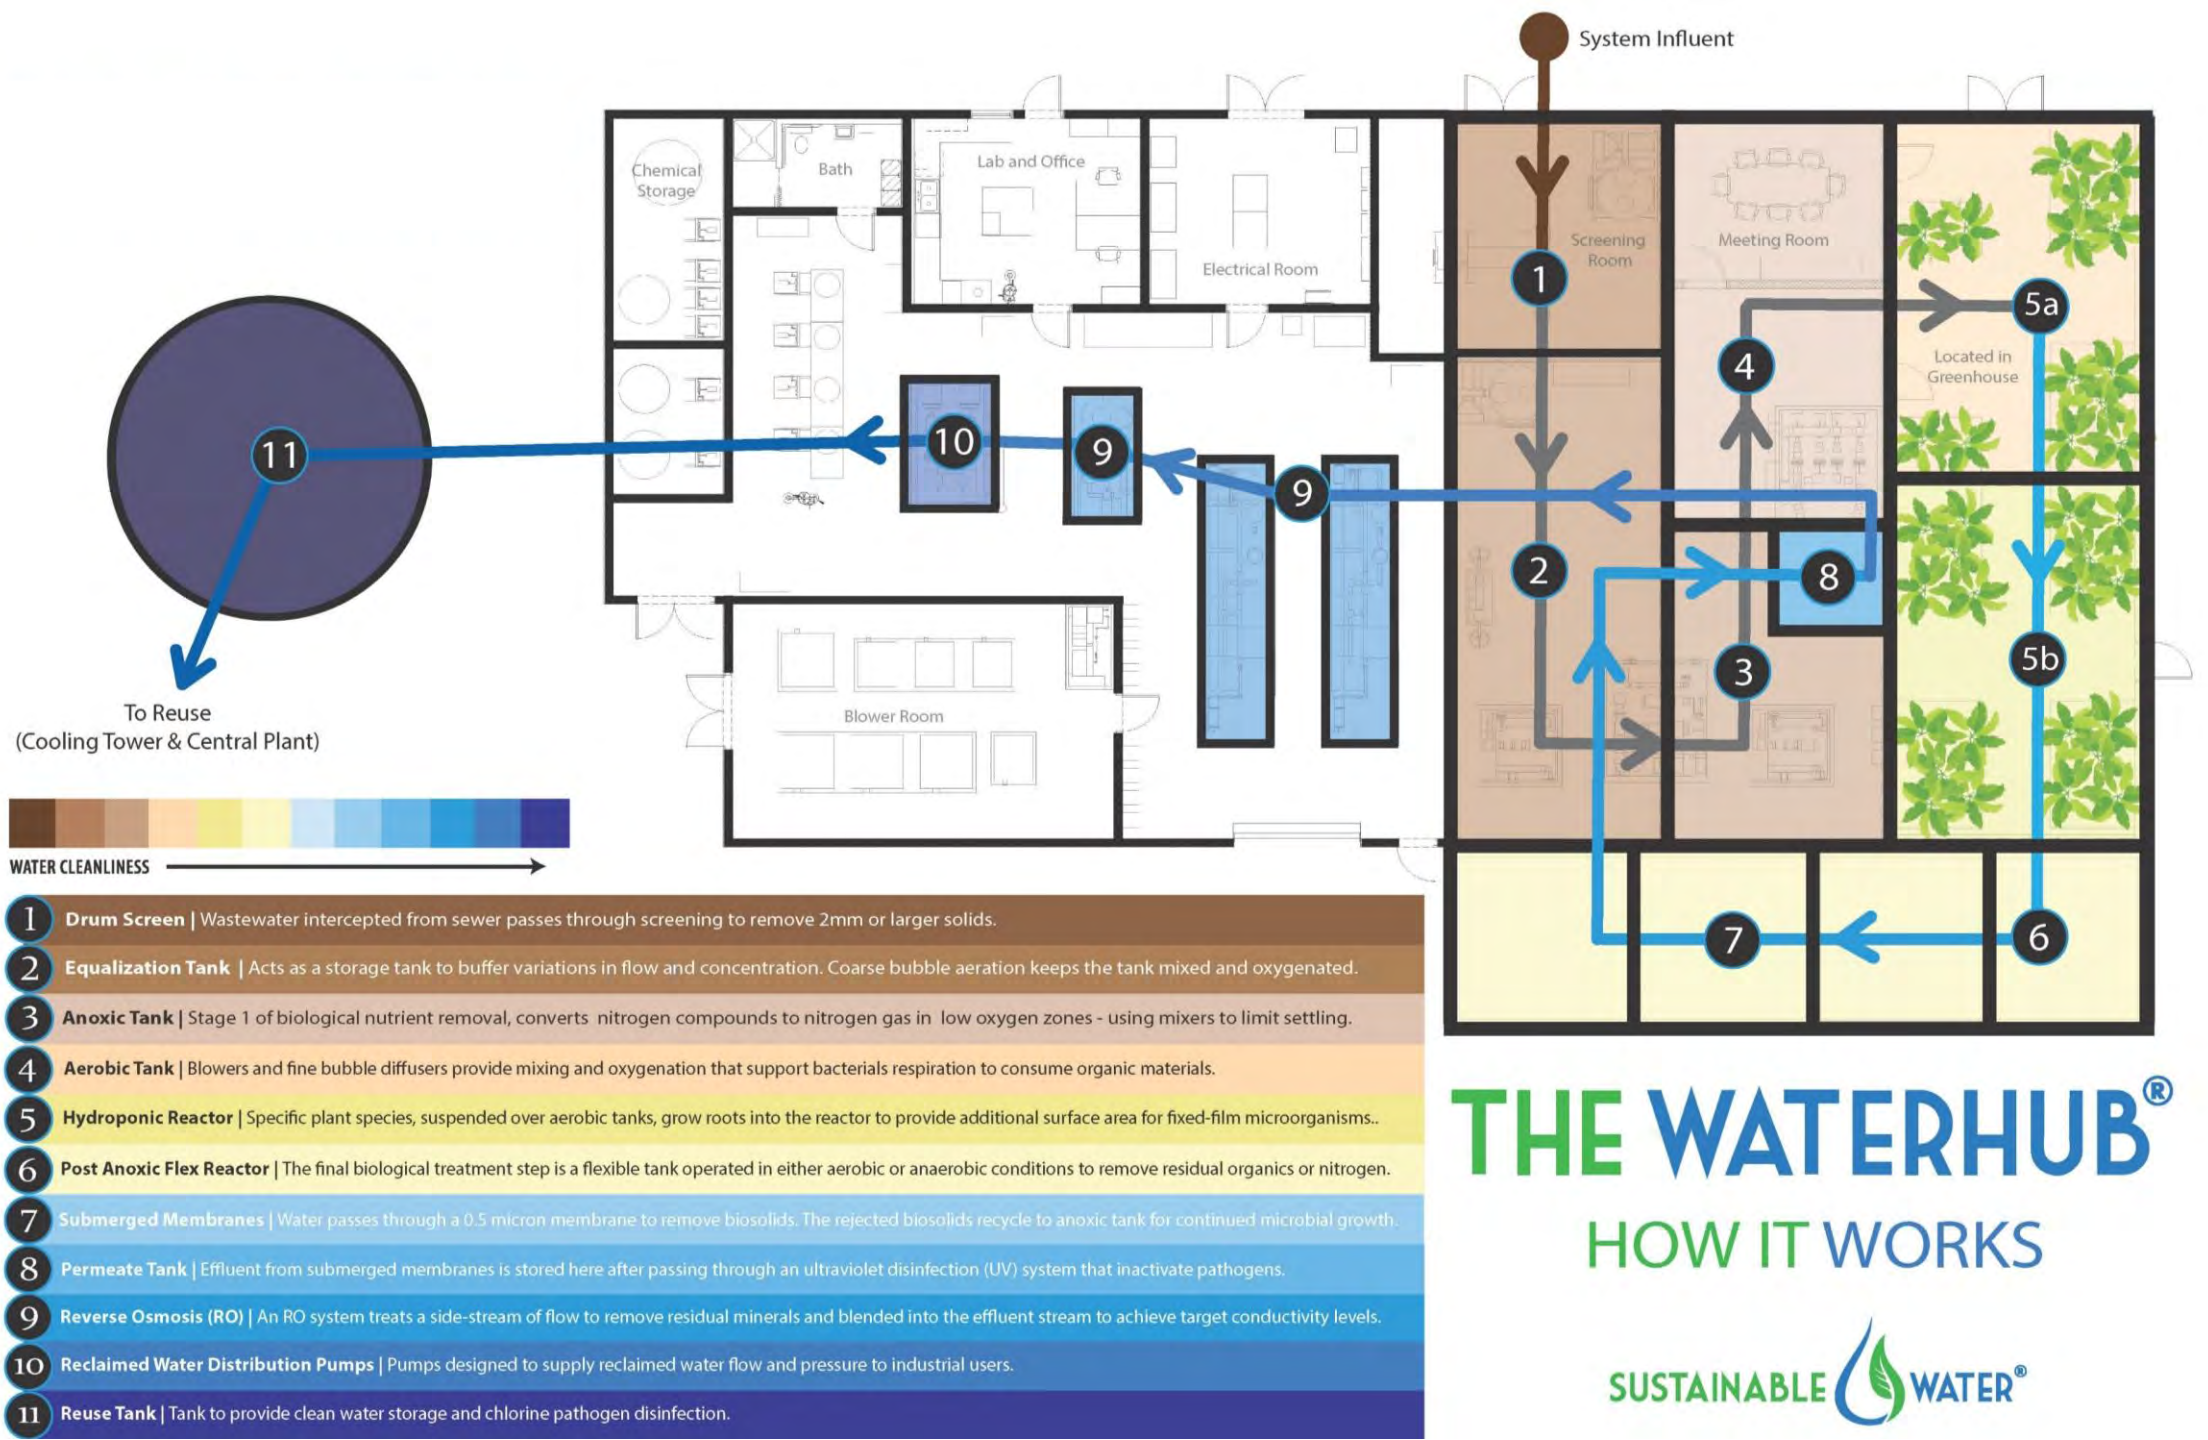 System Influent
Chemical
Storage
Bath
Lab and Office
Electrical Room
Screening
Room
Meeting Room
1
5a
4
Located in
Greenhouse
11
10
9
9
2
8
3
5b
Blower Room
7
6
To Reuse
(Cooling Tower & Central Plant)
WATER CLEANLINESS
1 Drum Screen | Wastewater intercepted from sewer passes through screening to remove 2mm or larger solids.
2 Equalization Tank | Acts as a storage tank to buffer variations in flow and concentration. Coarse bubble aeration keeps the tank mixed and oxygenated.
3 Anoxic Tank | Stage 1 of biological nutrient removal, converts nitrogen compounds to nitrogen gas in low oxygen zones - using mixers to limit settling.
4 Aerobic Tank | Blowers and fine bubble diffusers provide mixing and oxygenation that support bacterials respiration to consume organic materials.
5 Hydroponic Reactor | Specific plant species, suspended over aerobic tanks, grow roots into the reactor to provide additional surface area for fixed-film microorganisms..
6 Post Anoxic Flex Reactor | The final biological treatment step is a flexible tank operated in either aerobic or anaerobic conditions to remove residual organics or nitrogen.
7 Submerged Membranes | Water passes through a 0.5 micron membrane to remove biosolids. The rejected biosolids recycle to anoxic tank for continued microbial growth.
8 Permeate Tank | Effluent from submerged membranes is stored here after passing through an ultraviolet disinfection (UV) system that inactivate pathogens.
9 Reverse Osmosis (RO) | An RO system treats a side-stream of flow to remove residual minerals and blended into the effluent stream to achieve target conductivity levels.
10 Reclaimed Water Distribution Pumps | Pumps designed to supply reclaimed water flow and pressure to industrial users.
11 Reuse Tank | Tank to provide clean water storage and chlorine pathogen disinfection.
THE WATERHUB®
HOW IT WORKS
SUSTAINABLE WATER®